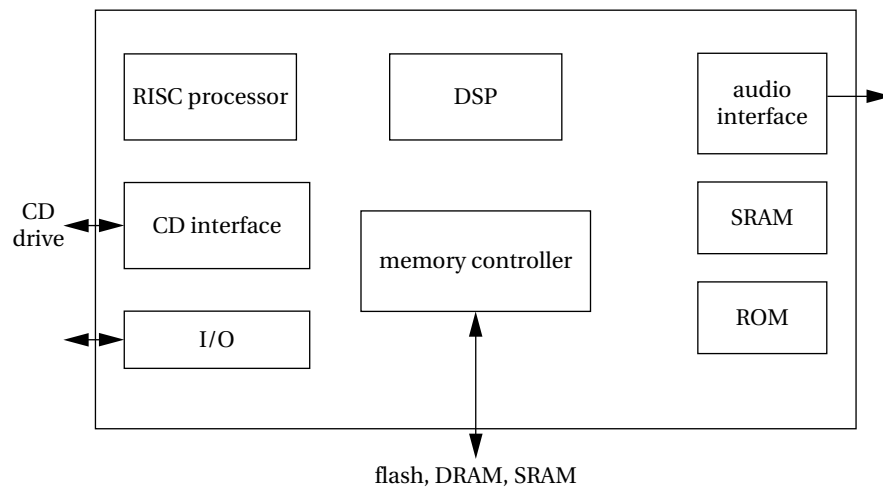 RISC processor
DSP
audio
interface
CD
drive
CD interface
SRAM
memory controller
I/O
ROM
flash, DRAM, SRAM